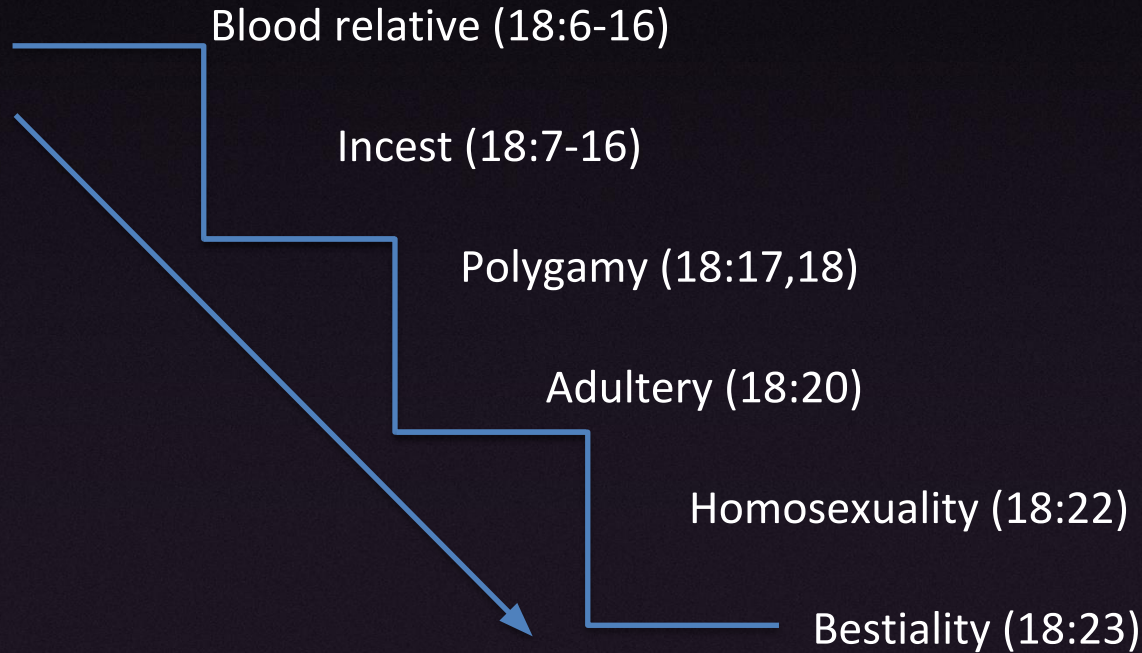 Blood relative (18:6-16)
Incest (18:7-16)
Polygamy (18:17,18)
Adultery (18:20)
Homosexuality (18:22)
Bestiality (18:23)